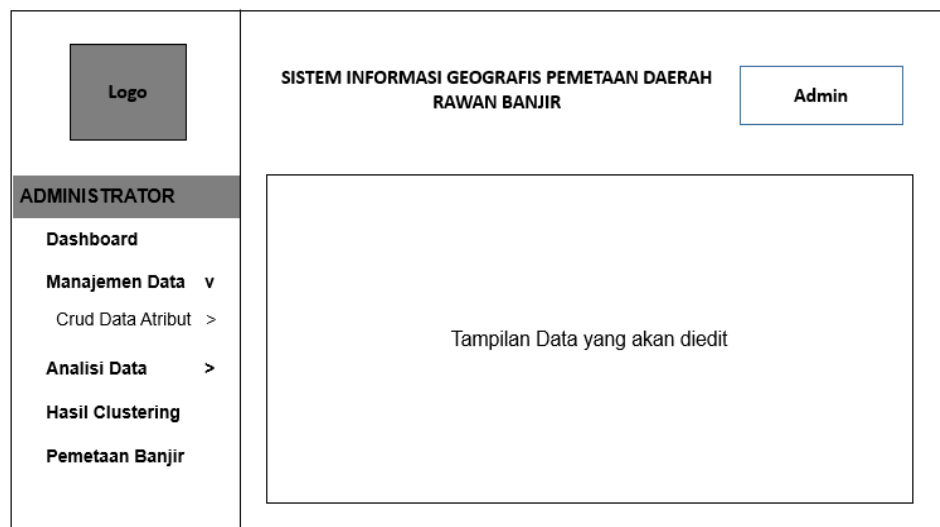 Logo
SISTEM INFORMASI GEOGRAFIS PEMETAAN DAERAH
RAWAN BANJIR
Admin
ADMINISTRATOR
Dashboard
Manajemen Data v
Crud Data Atribut >
Analisi Data >
Hasil Clustering
Pemetaan Banjir
Tampilan Data yang akan diedit